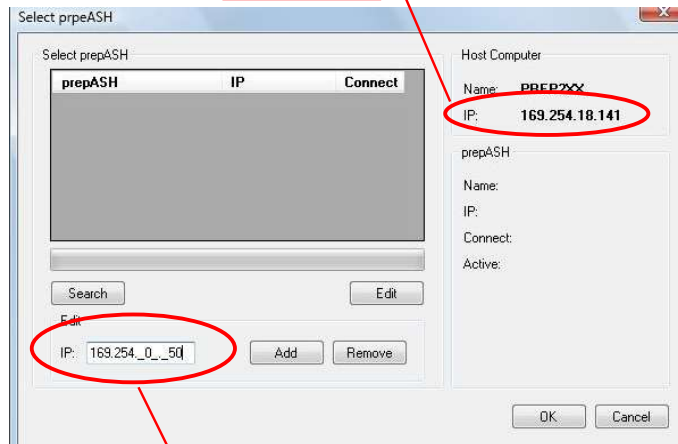 Select prpeASH
Select prepASH
prepASH IP Connect
Search Edit
Edit
IP: 169.254._0_._50 Add Remove
Host Computer
Name: PREP2XX
IP: 169.254.18.141
prepASH
Name:
IP:
Connect:
Active:
OK Cancel